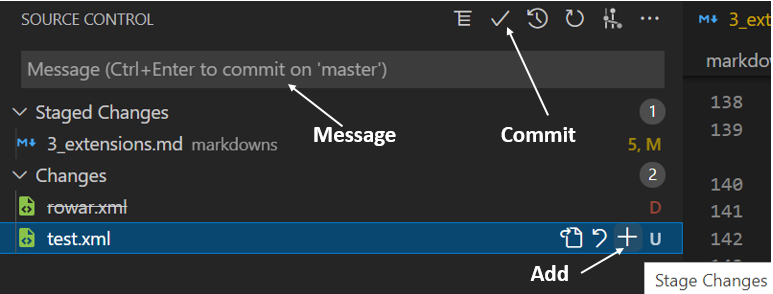 SOURCE CONTROL
3_ex
Message (Ctrl+Enter to commit on 'master')
markdow
Staged Changes 1
138
Message
Commit
139
3_extensions.md markdowns 5, M
Changes 2
140
rowar.xml D
141
test.xml U
142
Add
Stage Changes